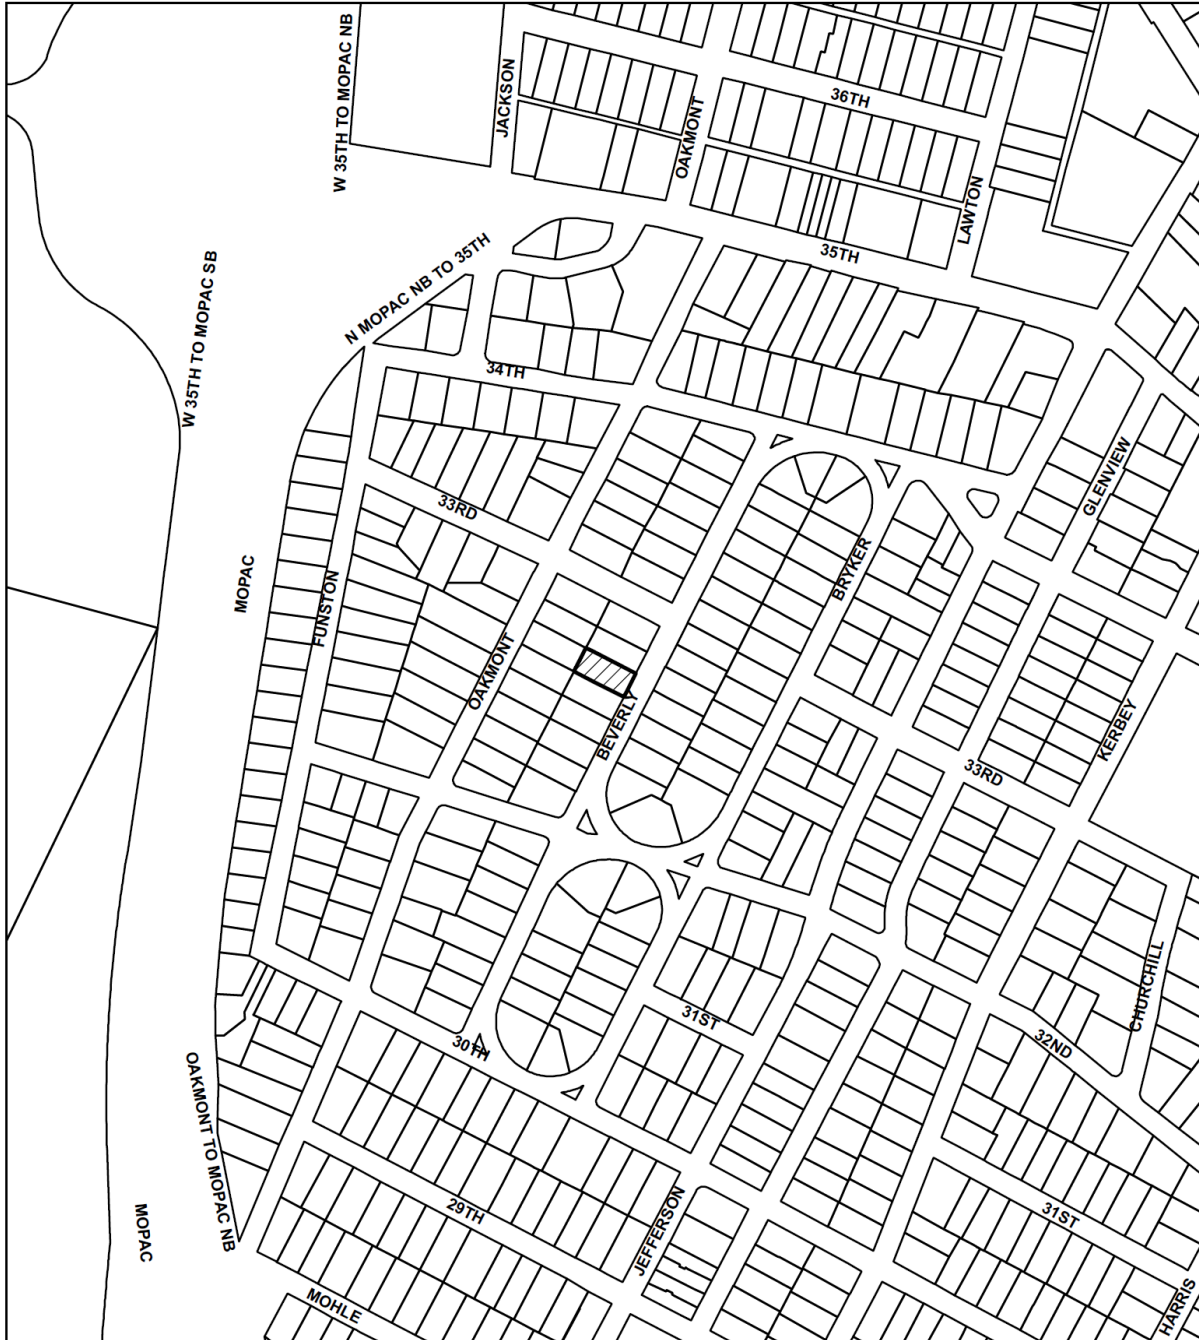 W 35TH TO MOPAC NB
JACKSON
36TH
OAKMONT
LAWTON
35TH
N MOPAC NB TO 35TH
W 35TH TO MOPAC SB
34TH
GLENVIEW
33RD
BRYKER
MOPAC
FUNSTON
OAKMONT
BEVERLY
KERBEY
33RD
CHURCHILL
31ST
32ND
30TH
OAKMONT TO MOPAC NB
29TH
JEFFERSON
31ST
MOPAC
MOHLE
HARRIS